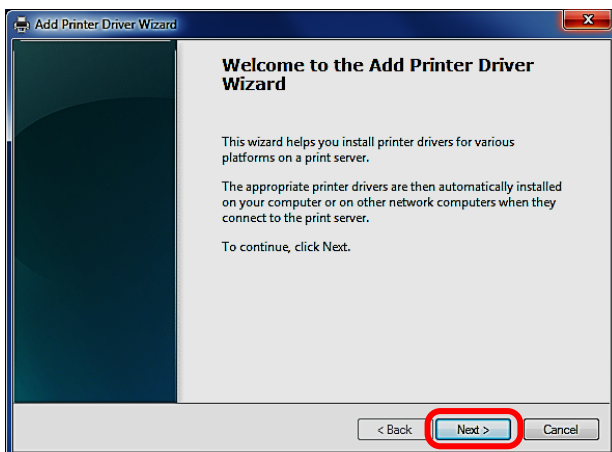 Add Printer Driver Wizard
X
Welcome to the Add Printer Driver
Wizard
This wizard helps you install printer drivers for various
platforms on a print server.
The appropriate printer drivers are then automatically installed
on your computer or on other network computers when they
connect to the print server.
To continue, click Next.
< Back Next > Cancel